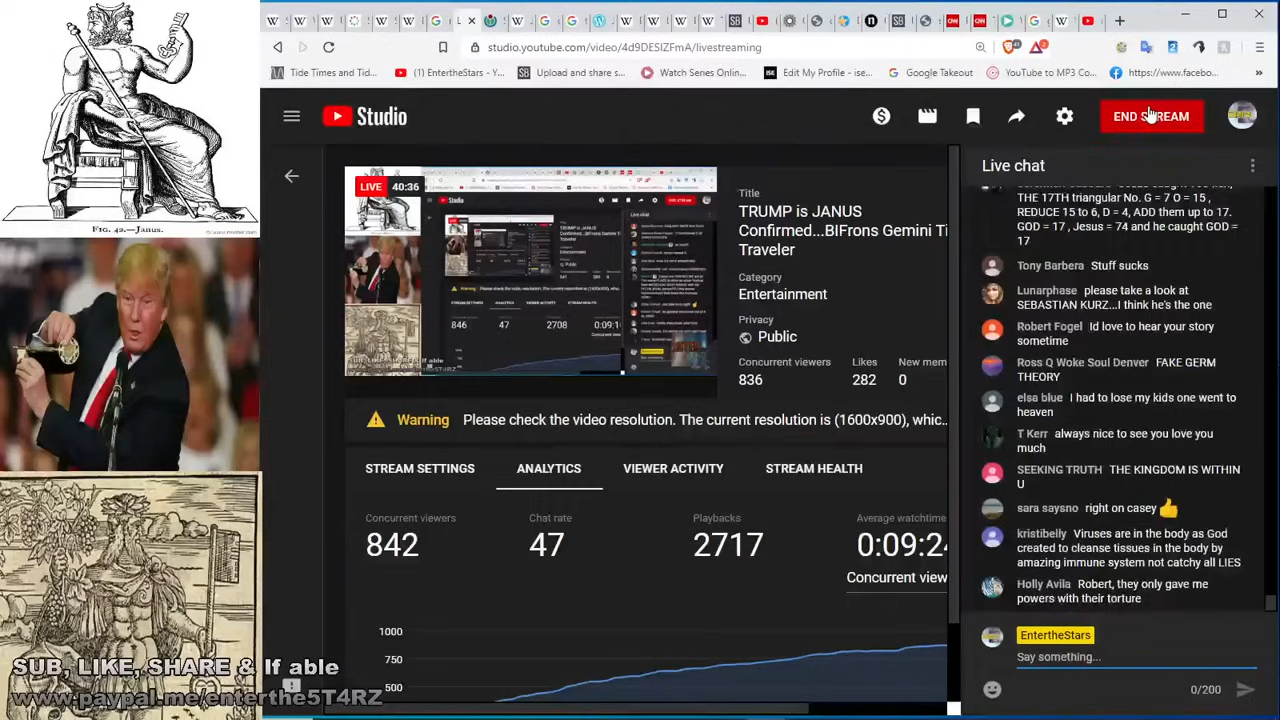 FIG. 42.—Janus.
studio.youtube.com/video/4d9DESIZFmA/livestreaming
Tide Times and Tid...
(1) EntertheStars - Y...
Upload and share s...
Watch Series Onlin...
Edit My Profile - ise...
Google Takeout
YouTube to MP3 Co...
https://www.facebo...
Studio
END STREAM
LIVE 40:36
Title
TRUMP is JANUS
Confirmed...BIFrons Gemini Ti
Traveler
Category
Entertainment
Privacy
Public
Concurrent viewers
Likes
New mem
836
282
0
Warning Please check the video resolution. The current resolution is (1600x900), whic...
STREAM SETTINGS
ANALYTICS
VIEWER ACTIVITY
STREAM HEALTH
Concurrent viewers
842
Chat rate
47
Playbacks
2717
Average watchtime
0:09:24
Concurrent view
1000
750
500
Live chat
THE 17TH triangular No. G = 7 O = 15 ,
REDUCE 15 to 6, D = 4, ADD them up to 17.
GOD = 17 , Jesus = 74 and he caught GOD =
17
Tony Barbera Stuff sucks
Lunarphase please take a look at
SEBASTIAN KURZ...I think he's the one
Robert Fogel Id love to hear your story
sometime
Ross Q Woke Soul Denver FAKE GERM
THEORY
elsa blue I had to lose my kids one went to
heaven
T Kerr always nice to see you love you
much
SEEKING TRUTH THE KINGDOM IS WITHIN
U
sara saysno right on casey
kristibelly Viruses are in the body as God
created to cleanse tissues in the body by
amazing immune system not catchy all LIES
Holly Avila Robert, they only gave me
powers with their torture
EntertheStars
Say something...
0/200
SUB, LIKE, SHARE & If able
www.paypal.me/enterthe5T4RZ